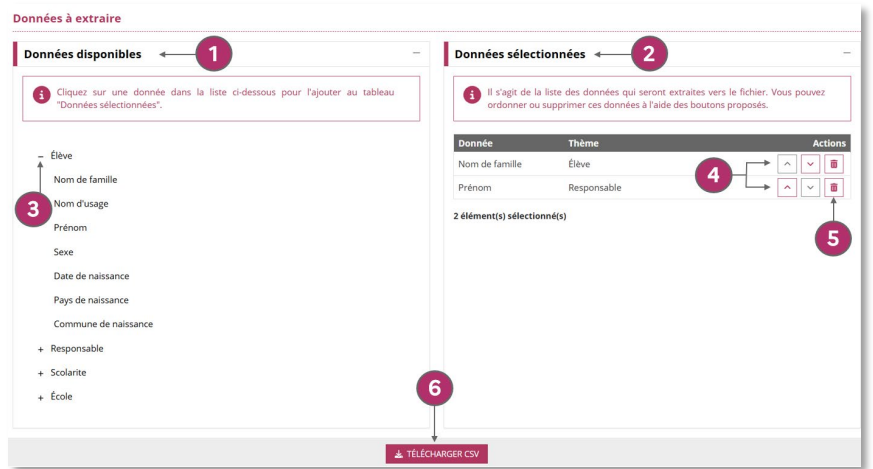 Données à extraire
Données disponibles
1
−
Cliquez sur une donnée dans la liste ci-dessous pour l'ajouter au tableau
"Données sélectionnées".
− Élève
Nom de famille
3
Nom d'usage
Prénom
Sexe
Date de naissance
Pays de naissance
Commune de naissance
+ Responsable
+ Scolarite
+ École
Données sélectionnées
2
−
Il s'agit de la liste des données qui seront extraites vers le fichier. Vous pouvez
ordonner ou supprimer ces données à l'aide des boutons proposés.
Donnée Thème Actions
Nom de famille Élève
4
Prénom Responsable
2 élément(s) sélectionné(s)
5
6
TÉLÉCHARGER CSV